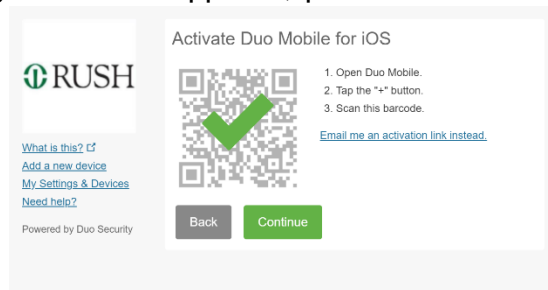 Activate Duo Mobile for iOS
RUSH
1. Open Duo Mobile.
2. Tap the "+" button.
3. Scan this barcode.
Email me an activation link instead.
What is this?
Add a new device
My Settings & Devices
Need help?
Powered by Duo Security
Back
Continue